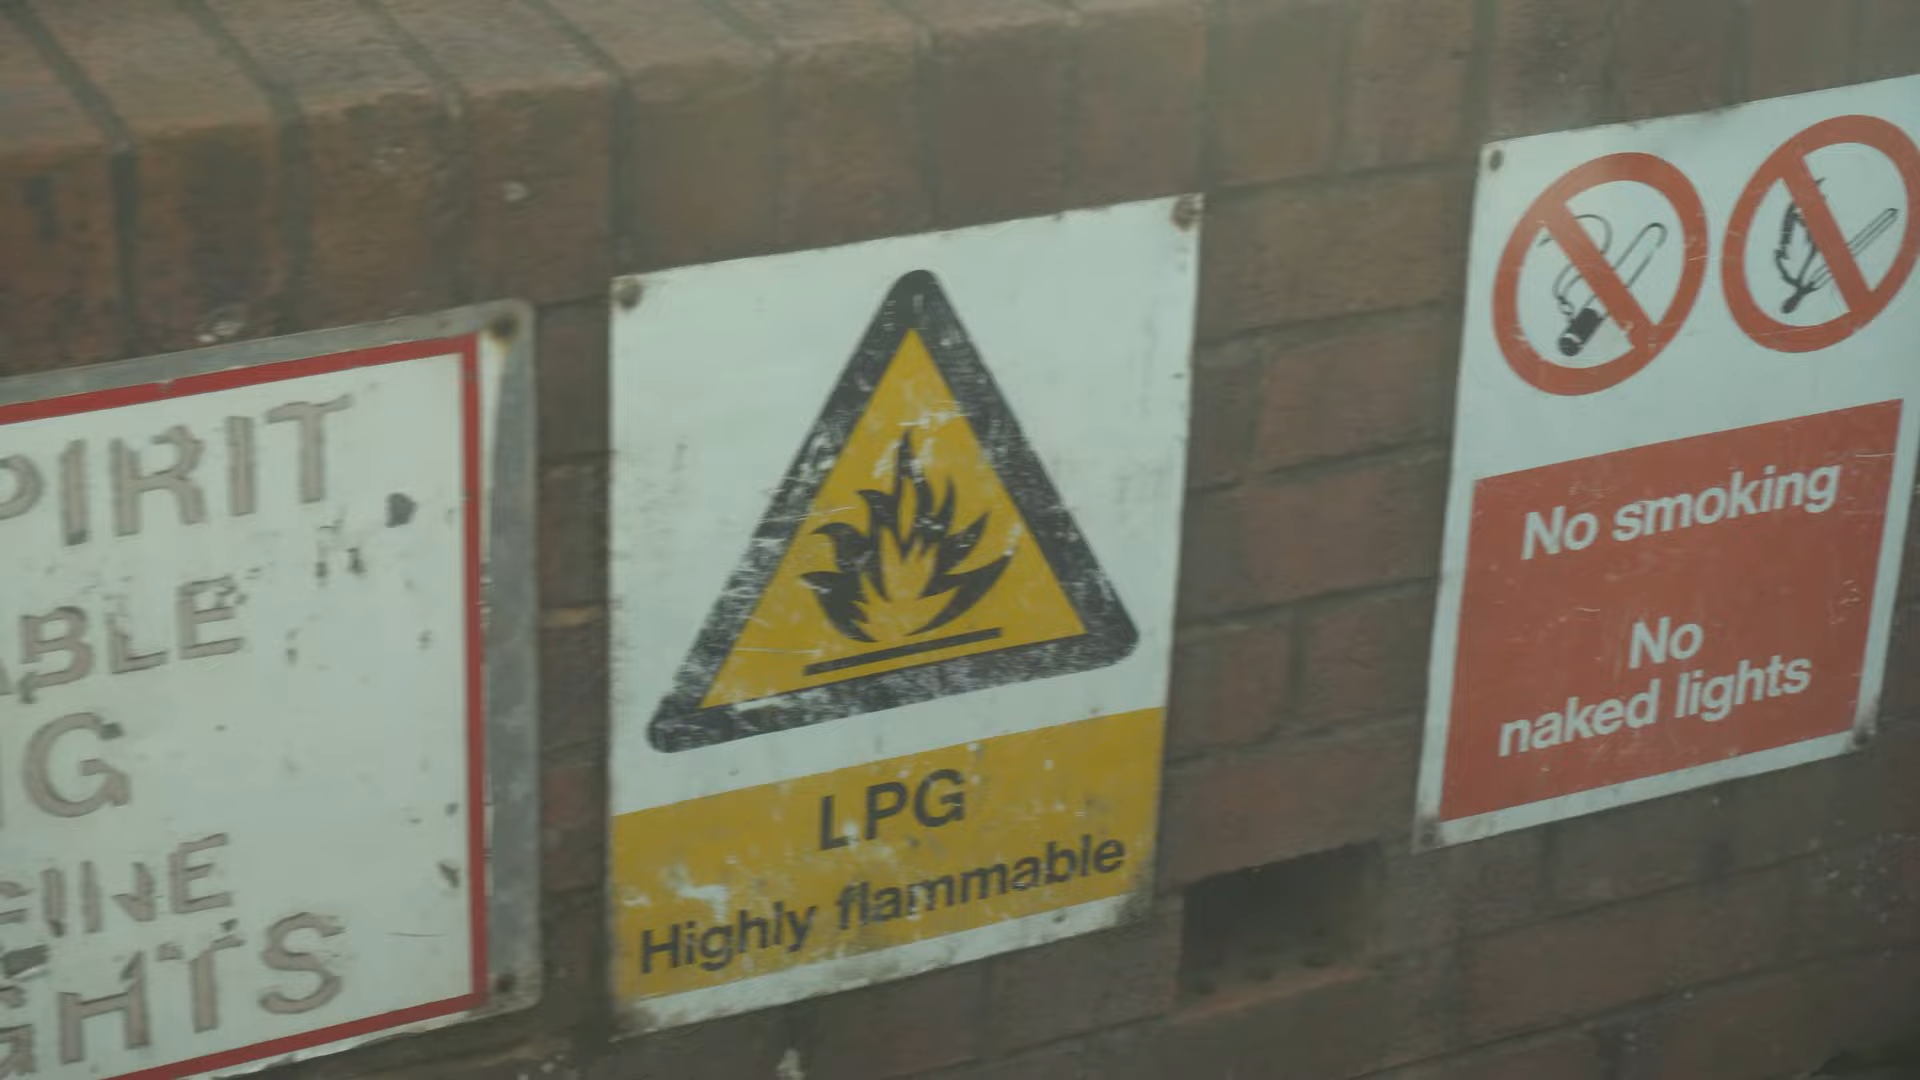 PIRIT
ABLE
G
GINE
GHTS
LPG
Highly flammable
No smoking
No
naked lights